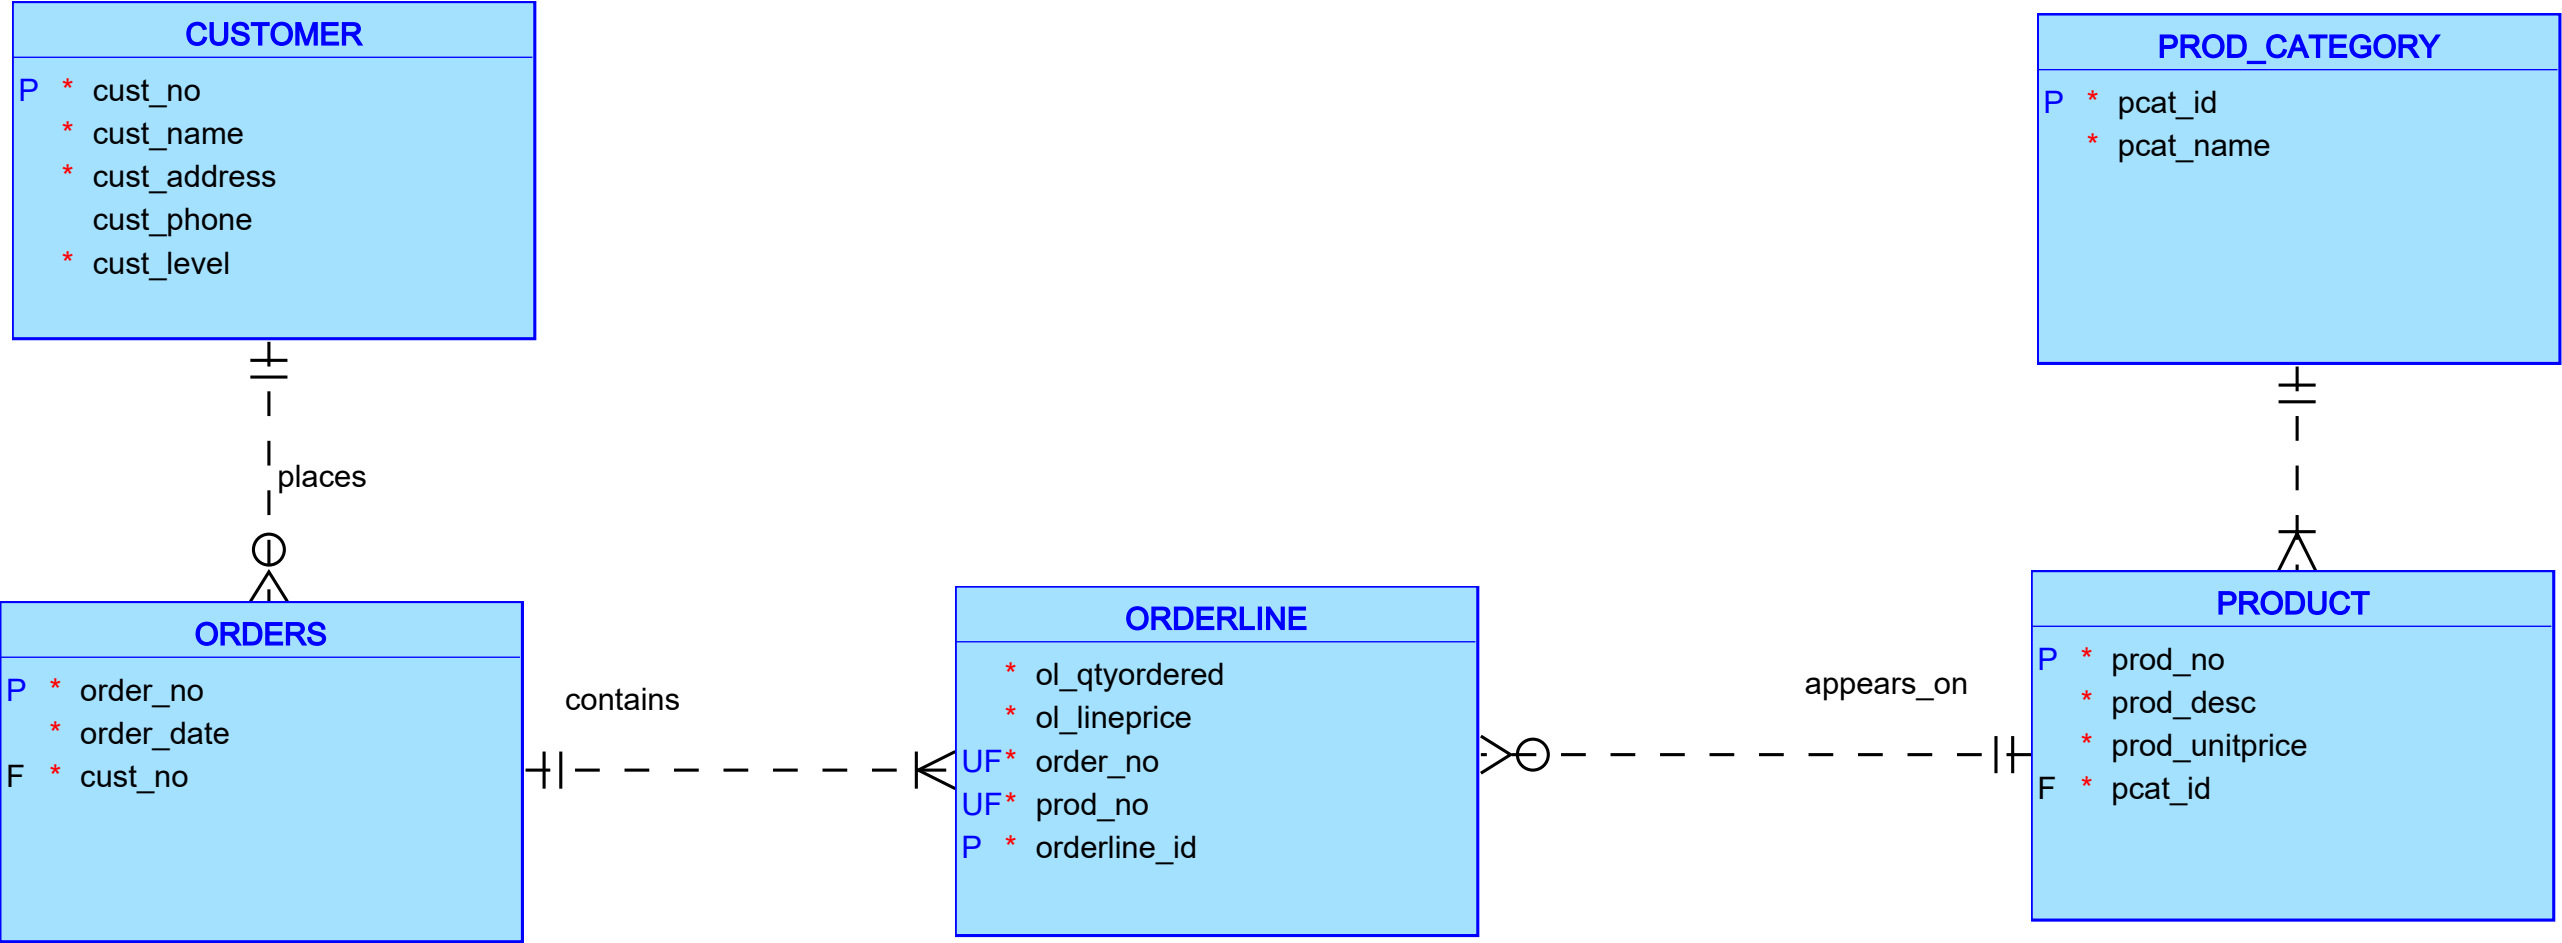 CUSTOMER
P * cust_no
* cust_name
* cust_address
cust_phone
* cust_level
PROD_CATEGORY
P * pcat_id
* pcat_name
places
ORDERS
P * order_no
* order_date
F * cust_no
contains
ORDERLINE
* ol_qtyordered
* ol_lineprice
UF * order_no
UF * prod_no
P * orderline_id
appears_on
PRODUCT
P * prod_no
* prod_desc
* prod_unitprice
F * pcat_id